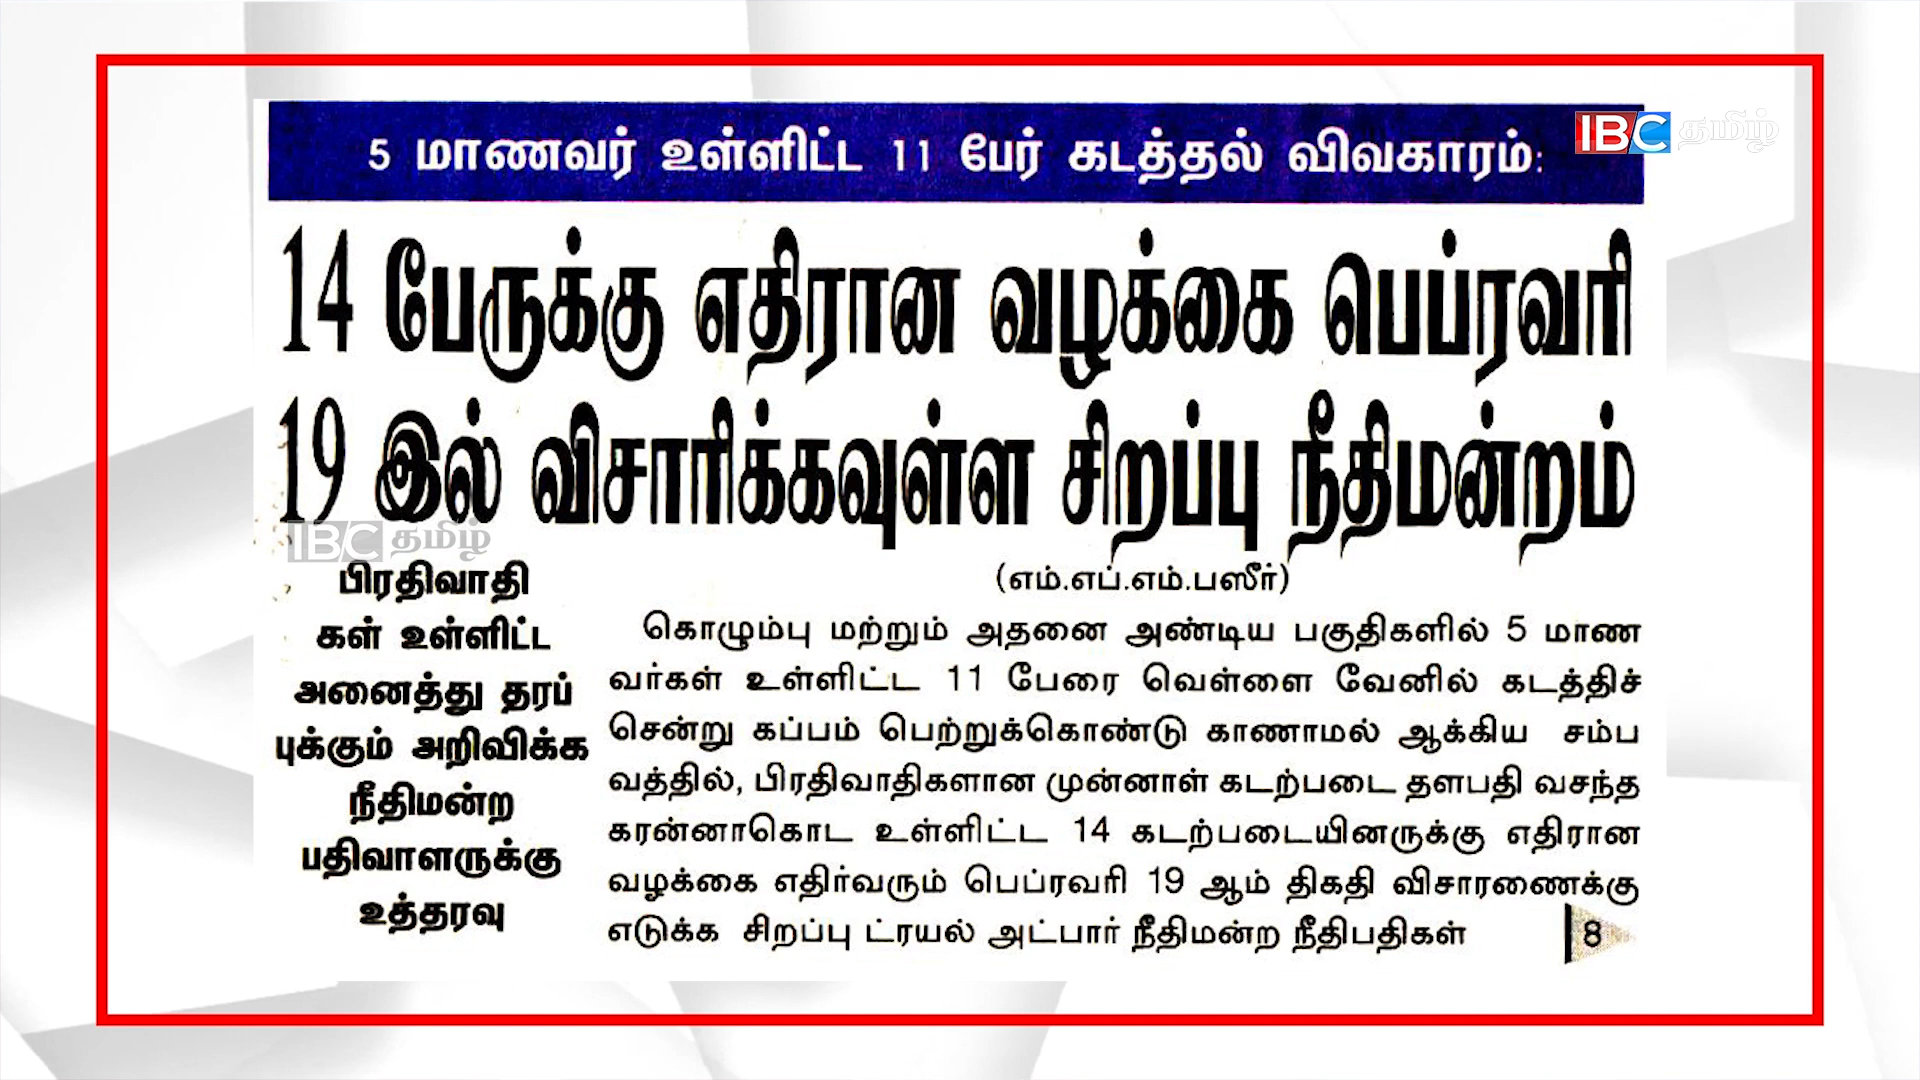 5 மாணவர் உள்ளிட்ட 11 பேர் கடத்தல் விவகாரம்:
IBC தமிழ்
14 பேருக்கு எதிரான வழக்கை பெப்ரவரி
19 இல் விசாரிக்கவுள்ள சிறப்பு நீதிமன்றம்
IBC தமிழ்
பிரதிவாதி
கள் உள்ளிட்ட
அனைத்து தரப்
புக்கும் அறிவிக்க
நீதிமன்ற
பதிவாளருக்கு
உத்தரவு
(எம்.எப்.எம்.பஸீர்)
கொழும்பு மற்றும் அதனை அண்டிய பகுதிகளில் 5 மாண
வர்கள் உள்ளிட்ட 11 பேரை வெள்ளை வேனில் கடத்திச்
சென்று கப்பம் பெற்றுக்கொண்டு காணாமல் ஆக்கிய சம்ப
வத்தில், பிரதிவாதிகளான முன்னாள் கடற்படை தளபதி வசந்த
கரன்னாகொட உள்ளிட்ட 14 கடற்படையினருக்கு எதிரான
வழக்கை எதிர்வரும் பெப்ரவரி 19 ஆம் திகதி விசாரணைக்கு
எடுக்க சிறப்பு ட்ரயல் அட்பார் நீதிமன்ற நீதிபதிகள்
8